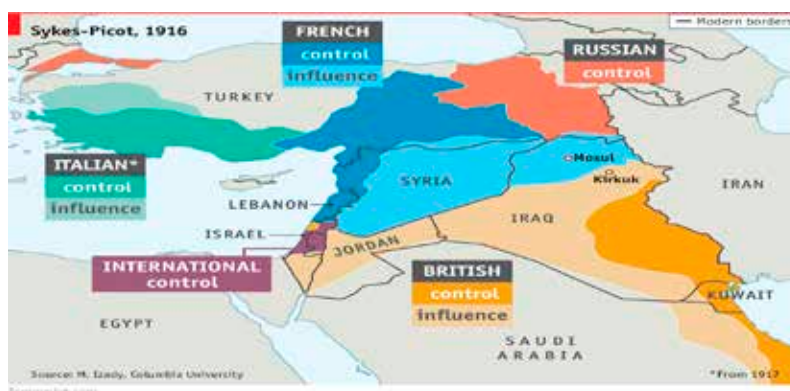 Sykes-Picot, 1916
FRENCH
control
influence
Modern borders
RUSSIAN
control
TURKEY
ITALIAN*
control
influence
Mosul
Kirkuk
SYRIA
IRAN
LEBANON
IRAQ
ISRAEL
JORDAN
INTERNATIONAL
control
BRITISH
control
influence
KUWAIT
EGYPT
SAUDI
ARABIA
Source: M. Izady, Columbia University
*From 1917